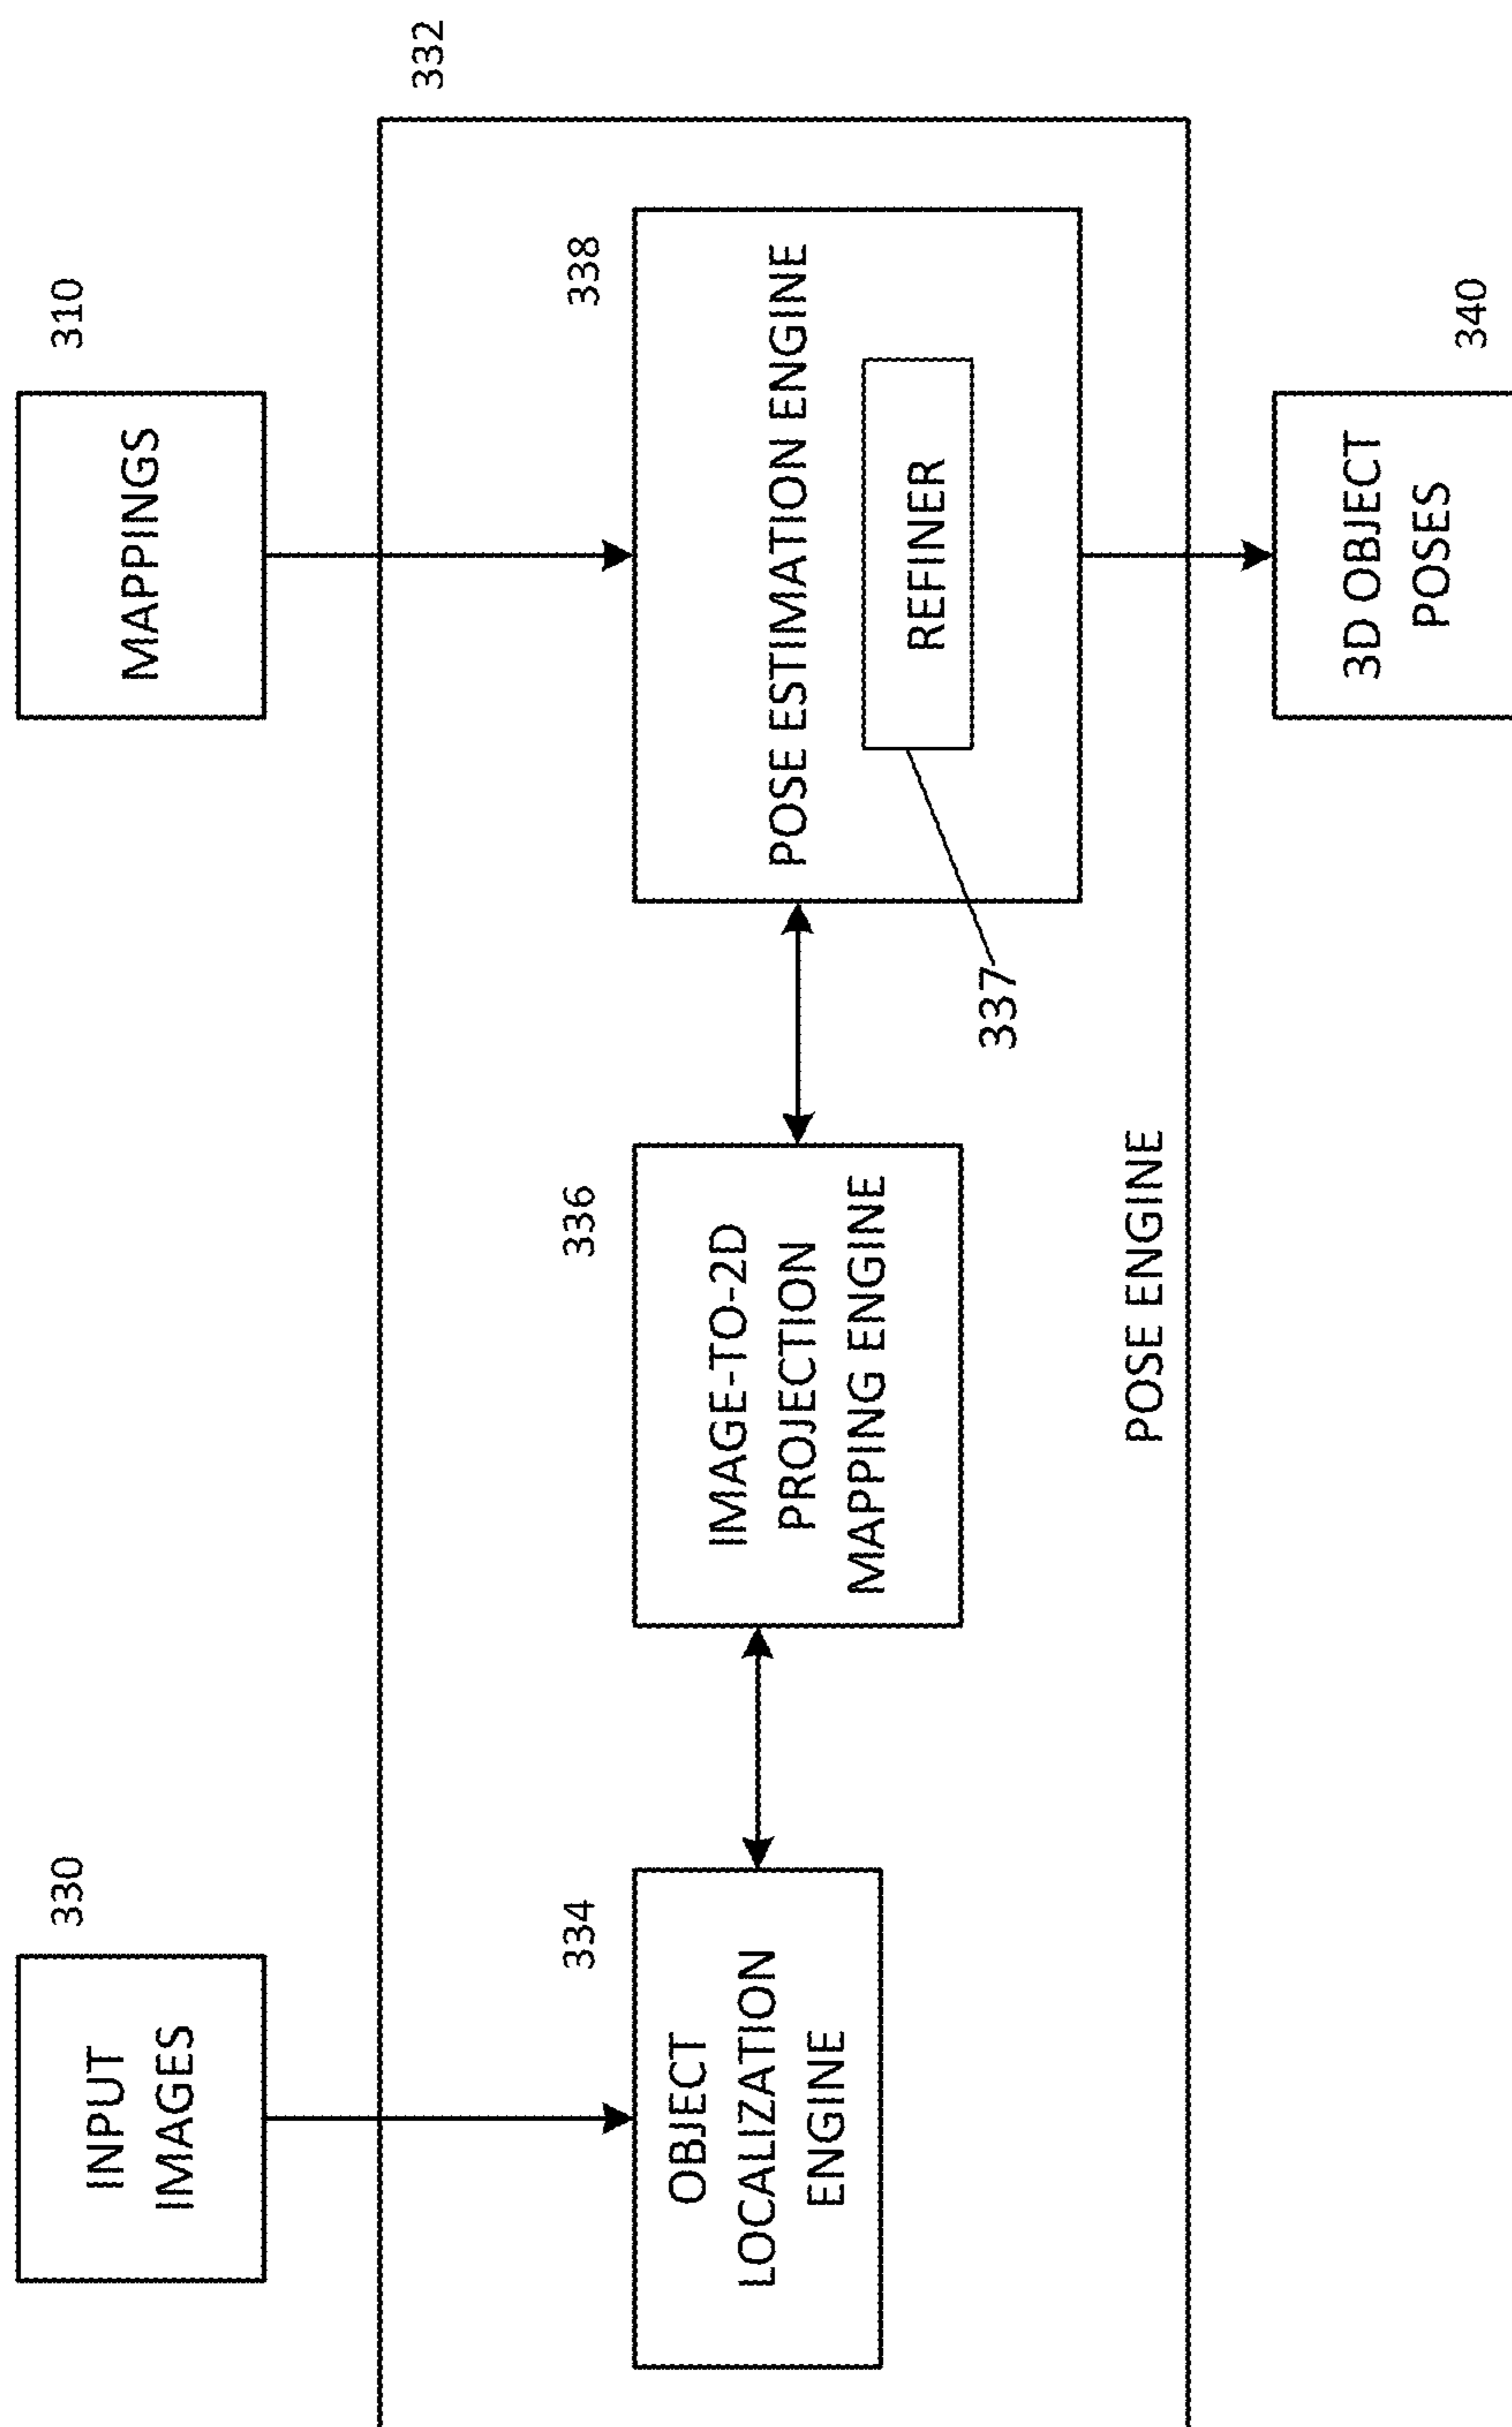 330
INPUT
IMAGES
310
MAPPINGS
332
334
OBJECT
LOCALIZATION
ENGINE
336
IMAGE-TO-2D
PROJECTION
MAPPING ENGINE
338
POSE ESTIMATION ENGINE
REFINER
337
POSE ENGINE
340
3D OBJECT
POSES